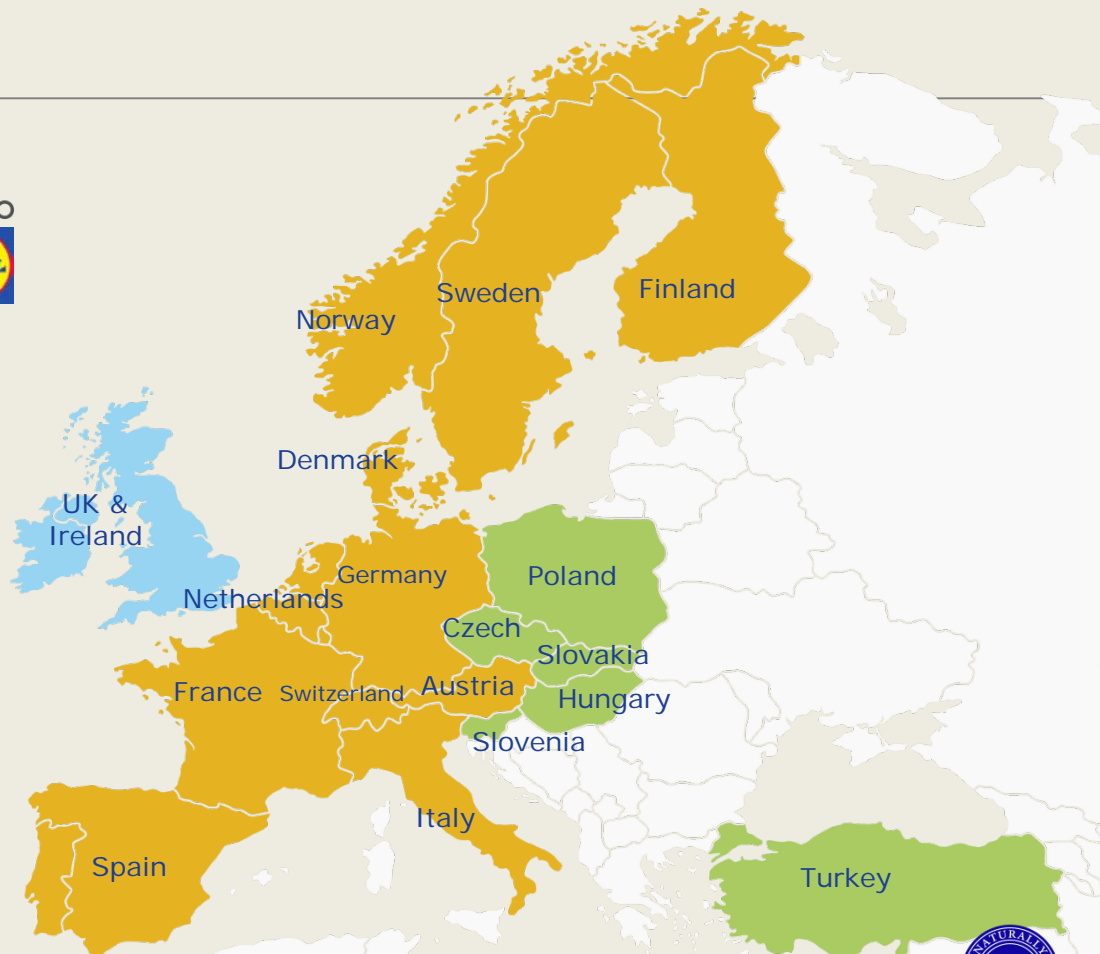 o
Sweden
Finland
Norway
Denmark
UK &
Ireland
Germany
Poland
Netherlands
Czech
Slovakia
Austria
France
Switzerland
Hungary
Slovenia
Italy
Spain
Turkey
NATURALLY